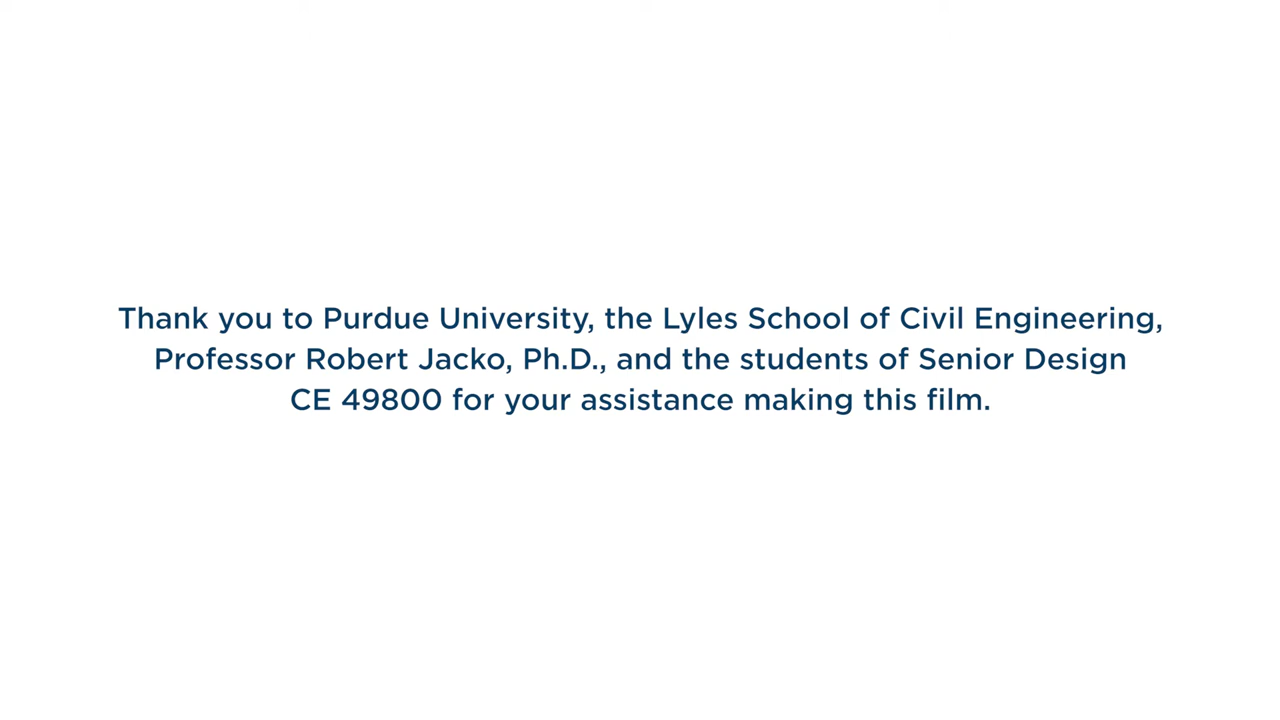 Thank you to Purdue University, the Lyles School of Civil Engineering,
Professor Robert Jacko, Ph.D., and the students of Senior Design
CE 49800 for your assistance making this film.